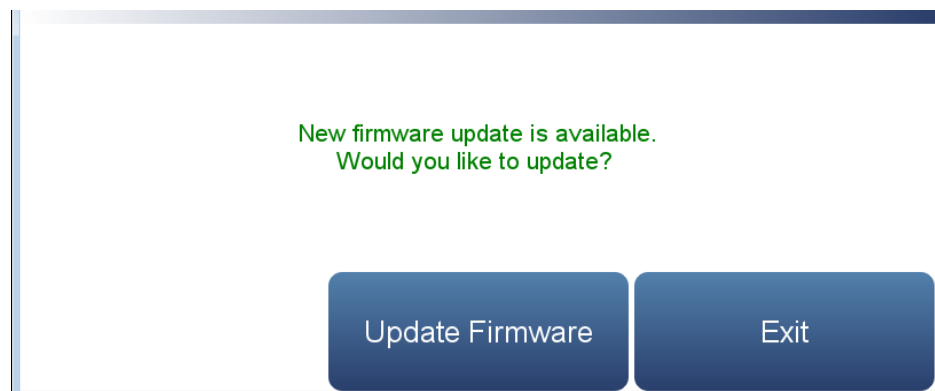 New firmware update is available.
Would you like to update?
Update Firmware
Exit